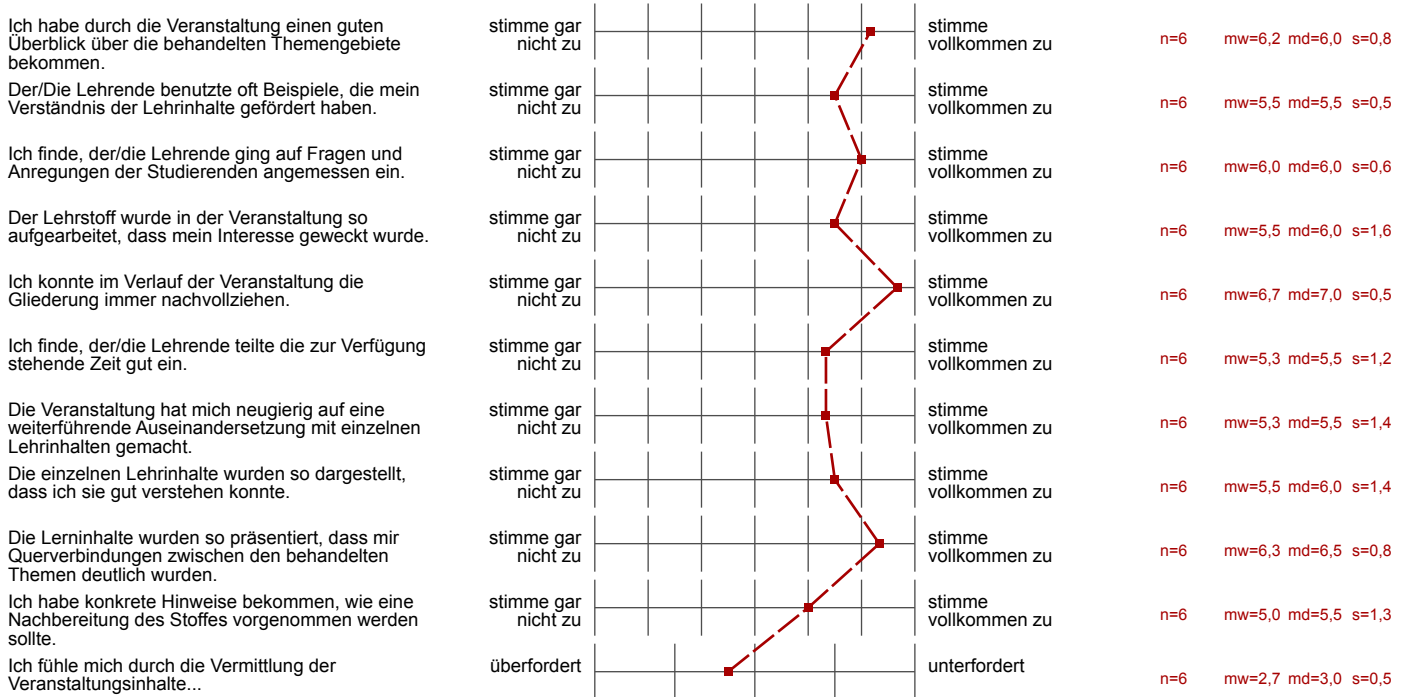 Ich habe durch die Veranstaltung einen guten
Überblick über die behandelten Themengebiete
bekommen.
stimme gar
nicht zu
stimme
vollkommen zu
n=6 mw=6,2 md=6,0 s=0,8
Der/Die Lehrende benutzte oft Beispiele, die mein
Verständnis der Lehrinhalte gefördert haben.
stimme gar
nicht zu
stimme
vollkommen zu
n=6 mw=5,5 md=5,5 s=0,5
Ich finde, der/die Lehrende ging auf Fragen und
Anregungen der Studierenden angemessen ein.
stimme gar
nicht zu
stimme
vollkommen zu
n=6 mw=6,0 md=6,0 s=0,6
Der Lehrstoff wurde in der Veranstaltung so
aufgearbeitet, dass mein Interesse geweckt wurde.
stimme gar
nicht zu
stimme
vollkommen zu
n=6 mw=5,5 md=6,0 s=1,6
Ich konnte im Verlauf der Veranstaltung die
Gliederung immer nachvollziehen.
stimme gar
nicht zu
stimme
vollkommen zu
n=6 mw=6,7 md=7,0 s=0,5
Ich finde, der/die Lehrende teilte die zur Verfügung
stehende Zeit gut ein.
stimme gar
nicht zu
stimme
vollkommen zu
n=6 mw=5,3 md=5,5 s=1,2
Die Veranstaltung hat mich neugierig auf eine
weiterführende Auseinandersetzung mit einzelnen
Lehrinhalten gemacht.
stimme gar
nicht zu
stimme
vollkommen zu
n=6 mw=5,3 md=5,5 s=1,4
Die einzelnen Lehrinhalte wurden so dargestellt,
dass ich sie gut verstehen konnte.
stimme gar
nicht zu
stimme
vollkommen zu
n=6 mw=5,5 md=6,0 s=1,4
Die Lerninhalte wurden so präsentiert, dass mir
Querverbindungen zwischen den behandelten
Themen deutlich wurden.
stimme gar
nicht zu
stimme
vollkommen zu
n=6 mw=6,3 md=6,5 s=0,8
Ich habe konkrete Hinweise bekommen, wie eine
Nachbereitung des Stoffes vorgenommen werden
sollte.
stimme gar
nicht zu
stimme
vollkommen zu
n=6 mw=5,0 md=5,5 s=1,3
Ich fühle mich durch die Vermittlung der
Veranstaltungsinhalte...
überfordert
unterfordert
n=6 mw=2,7 md=3,0 s=0,5